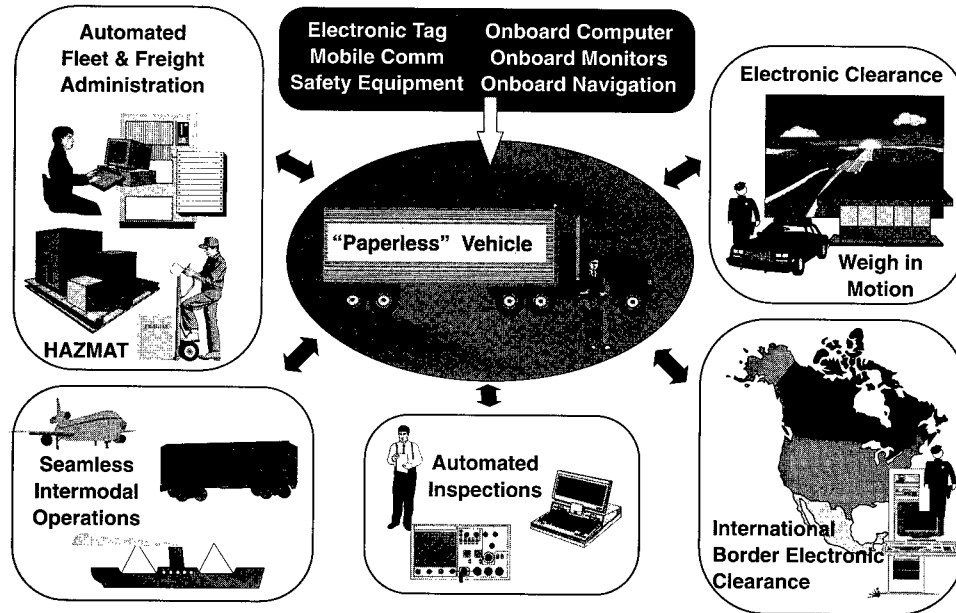 Automated
Fleet & Freight
Administration
HAZMAT
Electronic Tag
Mobile Comm
Safety Equipment
Onboard Computer
Onboard Monitors
Onboard Navigation
Electronic Clearance
Weigh in
Motion
"Paperless" Vehicle
Seamless
Intermodal
Operations
Automated
Inspections
International
Border Electronic
Clearance